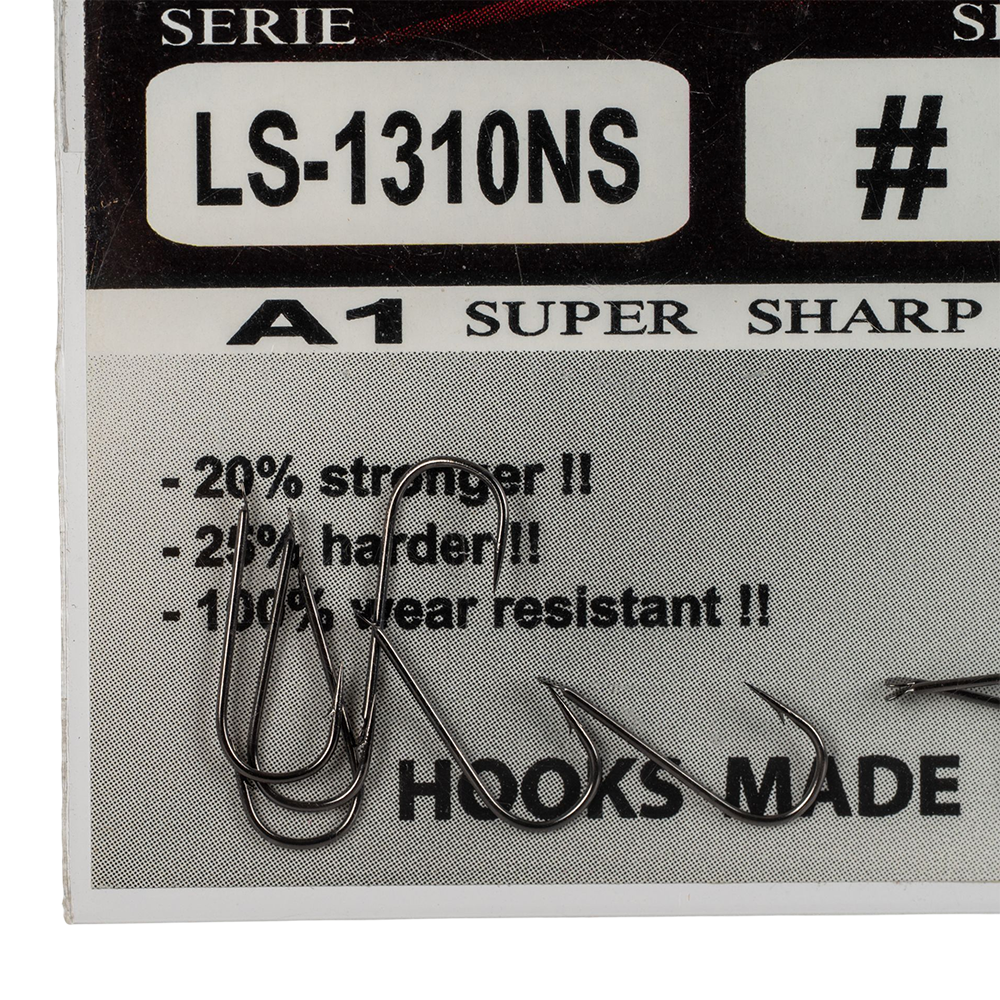 SERIE
LS-1310NS
#
A1 SUPER SHARP
- 20% stronger !!
- 25% harder !!
- 100% wear resistant !!
HOOKS MADE